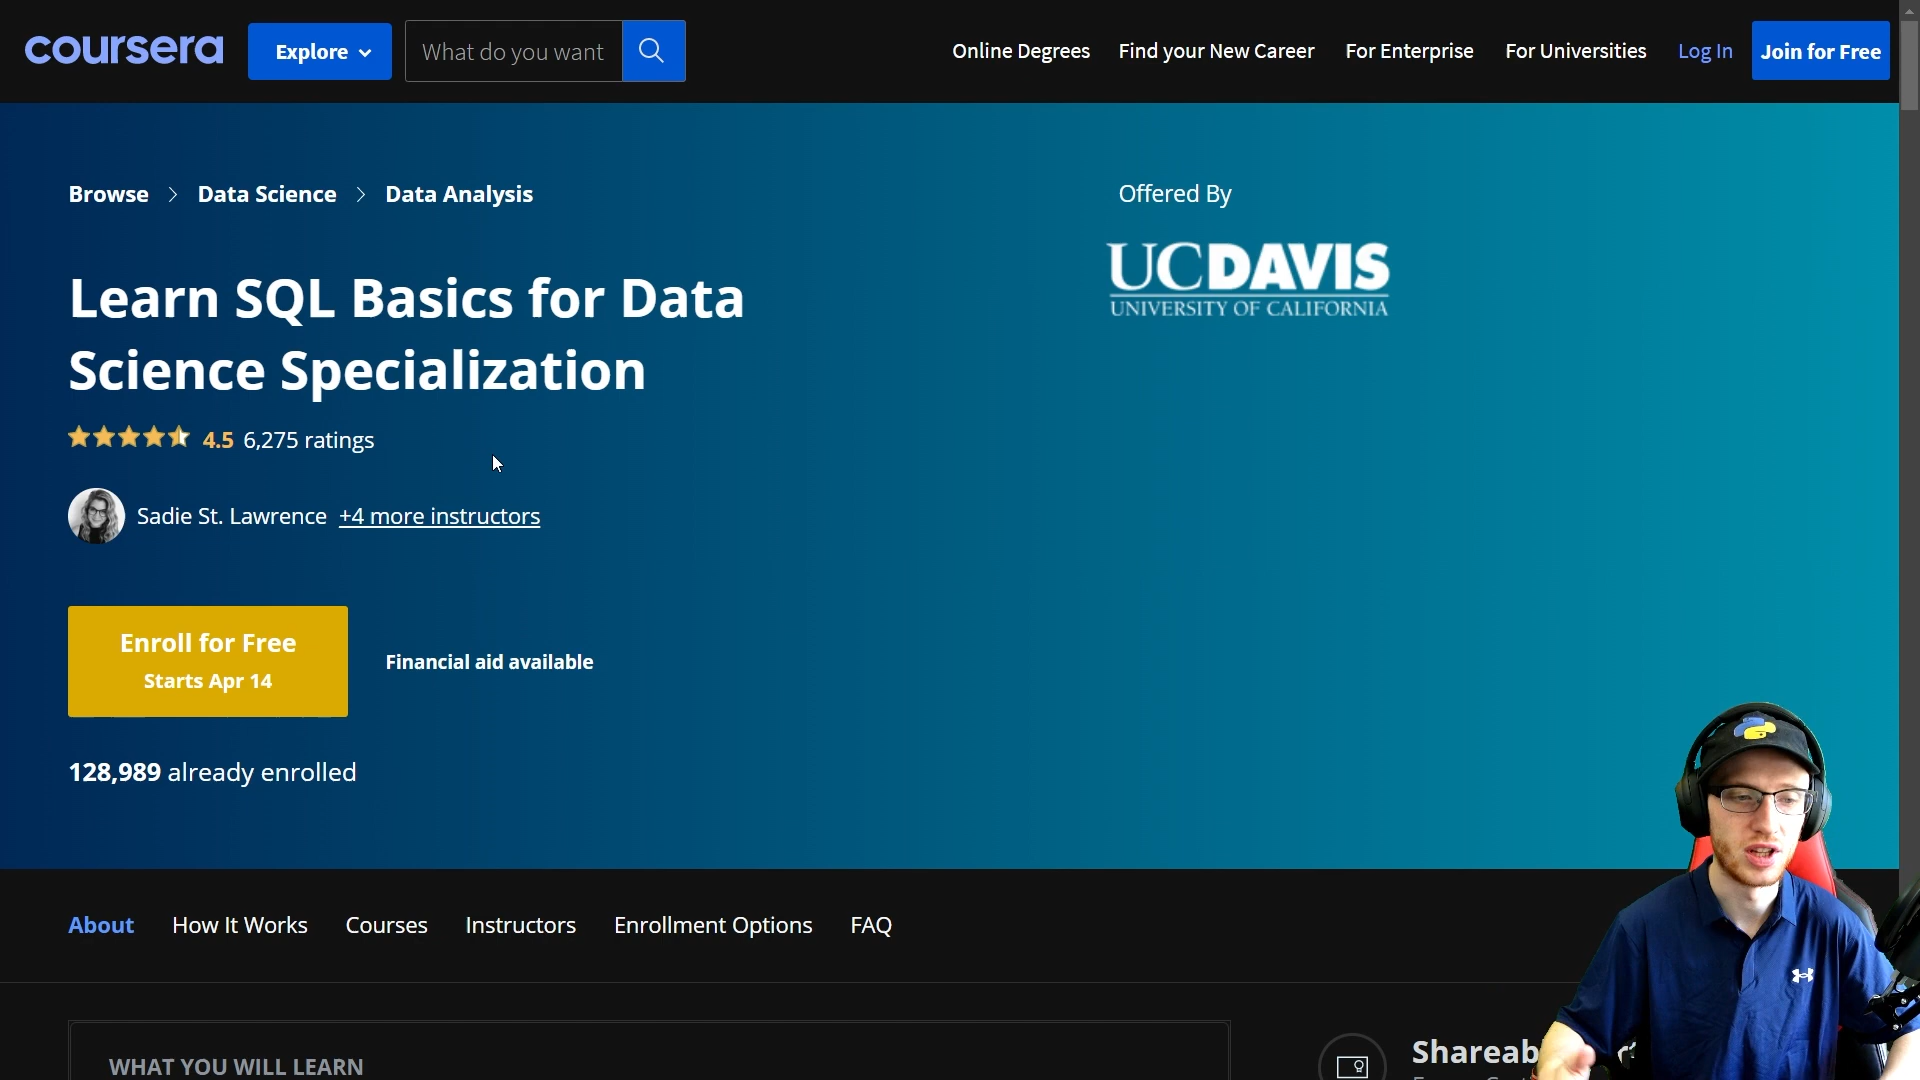 coursera
Explore
What do you want
Online Degrees
Find your New Career
For Enterprise
For Universities
Log In
Join for Free
Browse > Data Science > Data Analysis
Offered By
UCDAVIS
UNIVERSITY OF CALIFORNIA
Learn SQL Basics for Data
Science Specialization
4.5 6,275 ratings
Sadie St. Lawrence +4 more instructors
Enroll for Free
Starts Apr 14
Financial aid available
128,989 already enrolled
About
How It Works
Courses
Instructors
Enrollment Options
FAQ
WHAT YOU WILL LEARN